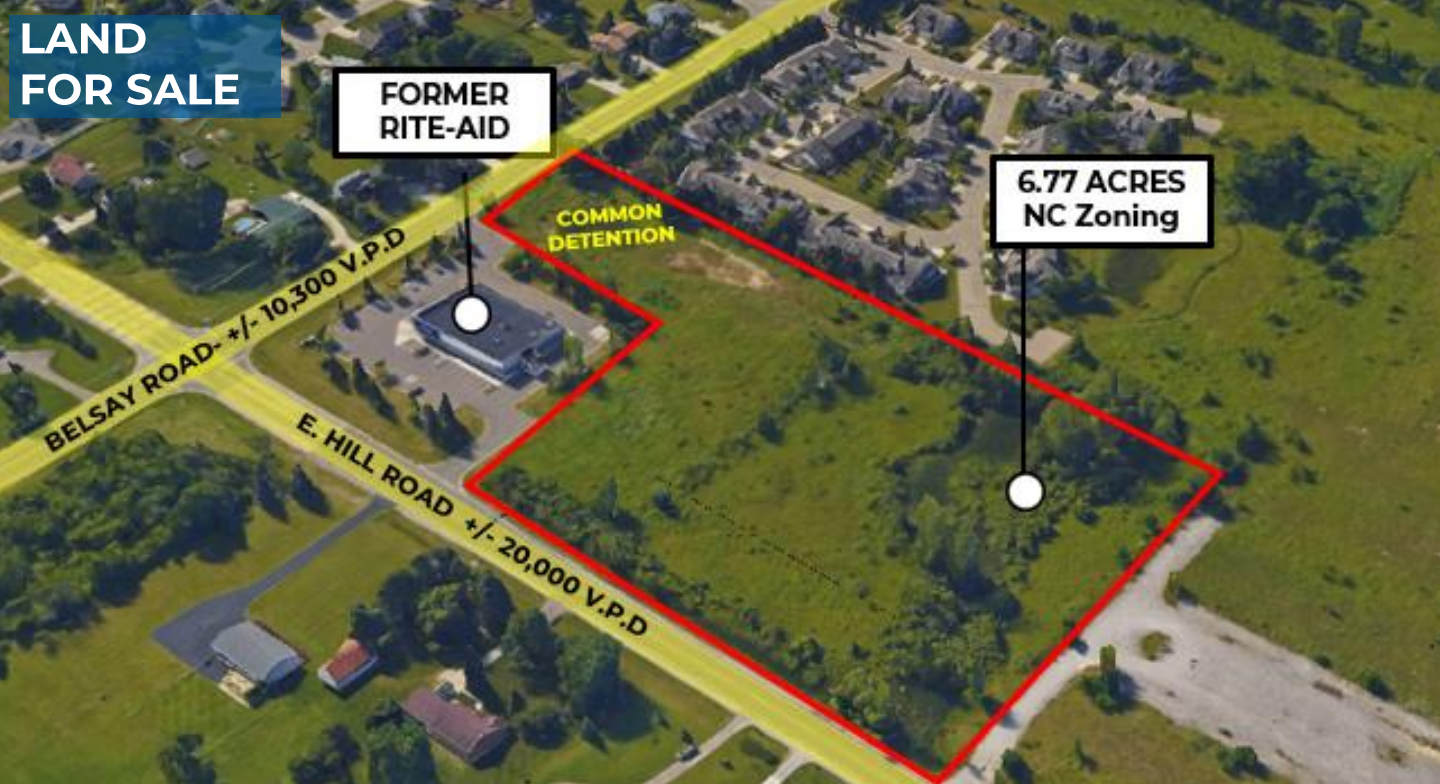 LAND
FOR SALE
FORMER
RITE-AID
6.77 ACRES
NC Zoning
COMMON
DETENTION
BELSAY ROAD- +/- 10,300 V.P.D
E. HILL ROAD +/- 20,000 V.P.D